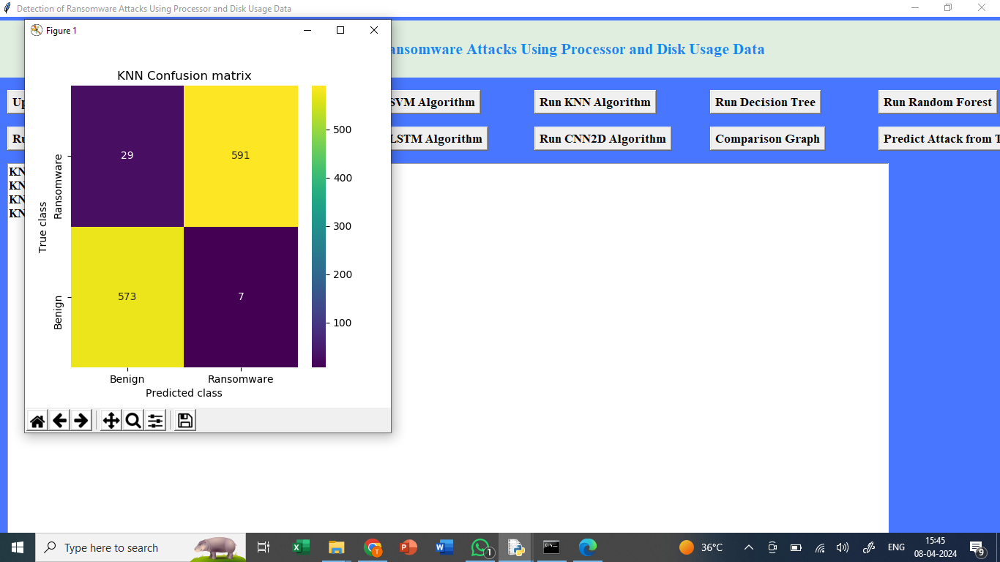 Detection of Ransomware Attacks Using Processor and Disk Usage Data
Figure 1
ansomware Attacks Using Processor and Disk Usage Data
KNN Confusion matrix
Up
SVM Algorithm
Run KNN Algorithm
Run Decision Tree
Run Random Forest
Ru
LSTM Algorithm
Run CNN2D Algorithm
Comparison Graph
Predict Attack from T
KN
KN
KN
KN
True class
Ransomware
Benign
29
591
573
7
500
400
300
200
100
Benign
Ransomware
Predicted class
Type here to search
1
T
36°C
ENG
15:45
08-04-2024
9